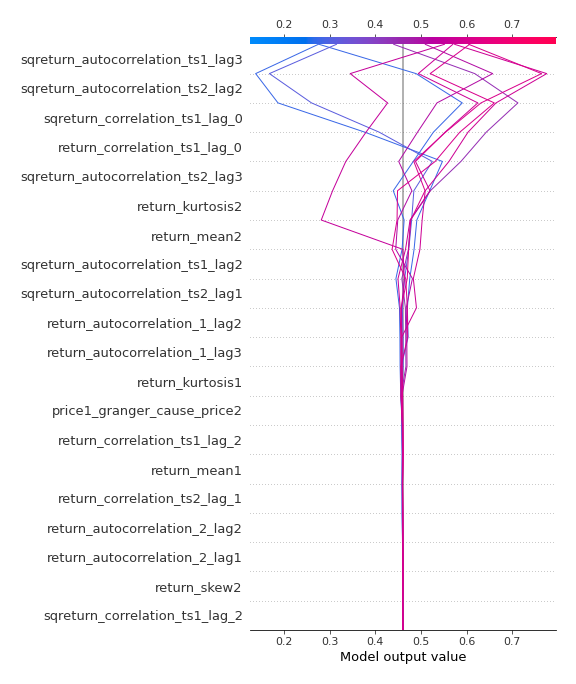 0.2 0.3 0.4 0.5 0.6 0.7
sqreturn_autocorrelation_ts1_lag3
sqreturn_autocorrelation_ts2_lag2
sqreturn_correlation_ts1_lag_0
return_correlation_ts1_lag_0
sqreturn_autocorrelation_ts2_lag3
return_kurtosis2
return_mean2
sqreturn_autocorrelation_ts1_lag2
sqreturn_autocorrelation_ts2_lag1
return_autocorrelation_1_lag2
return_autocorrelation_1_lag3
return_kurtosis1
price1_granger_cause_price2
return_correlation_ts1_lag_2
return_mean1
return_correlation_ts2_lag_1
return_autocorrelation_2_lag2
return_autocorrelation_2_lag1
return_skew2
sqreturn_correlation_ts1_lag_2
0.2 0.3 0.4 0.5 0.6 0.7
Model output value